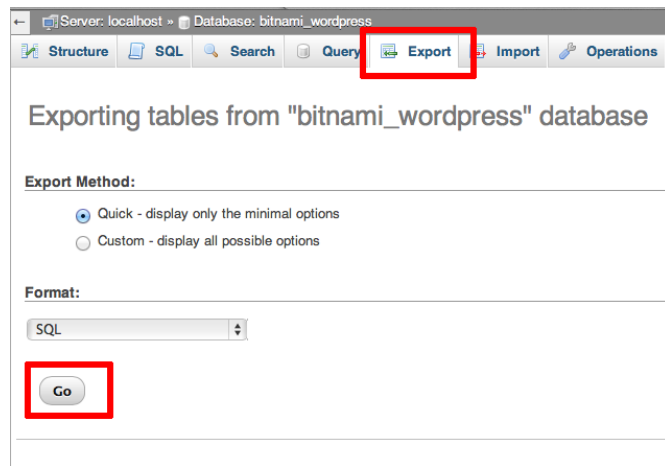 ← Server: localhost » Database: bitnami_wordpress
Structure SQL Search Query Export Import Operations
Exporting tables from "bitnami_wordpress" database
Export Method:
Quick - display only the minimal options
Custom - display all possible options
Format:
SQL
Go